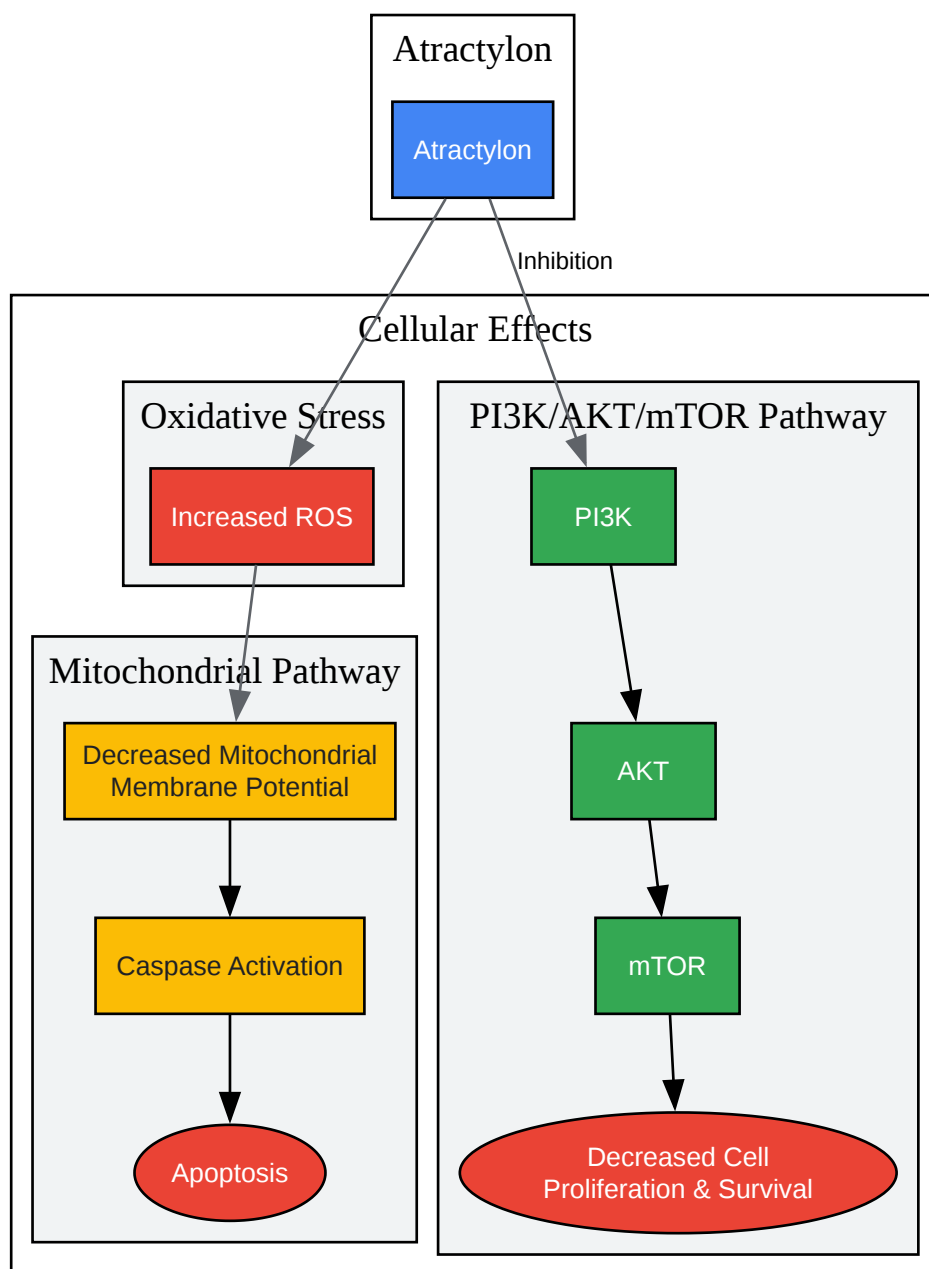 Atractylon
Atractylon
Inhibition
Cellular Effects
Oxidative Stress
Increased ROS
Mitochondrial Pathway
Decreased Mitochondrial
Membrane Potential
Caspase Activation
Apoptosis
PI3K/AKT/mTOR Pathway
PI3K
AKT
mTOR
Decreased Cell
Proliferation & Survival